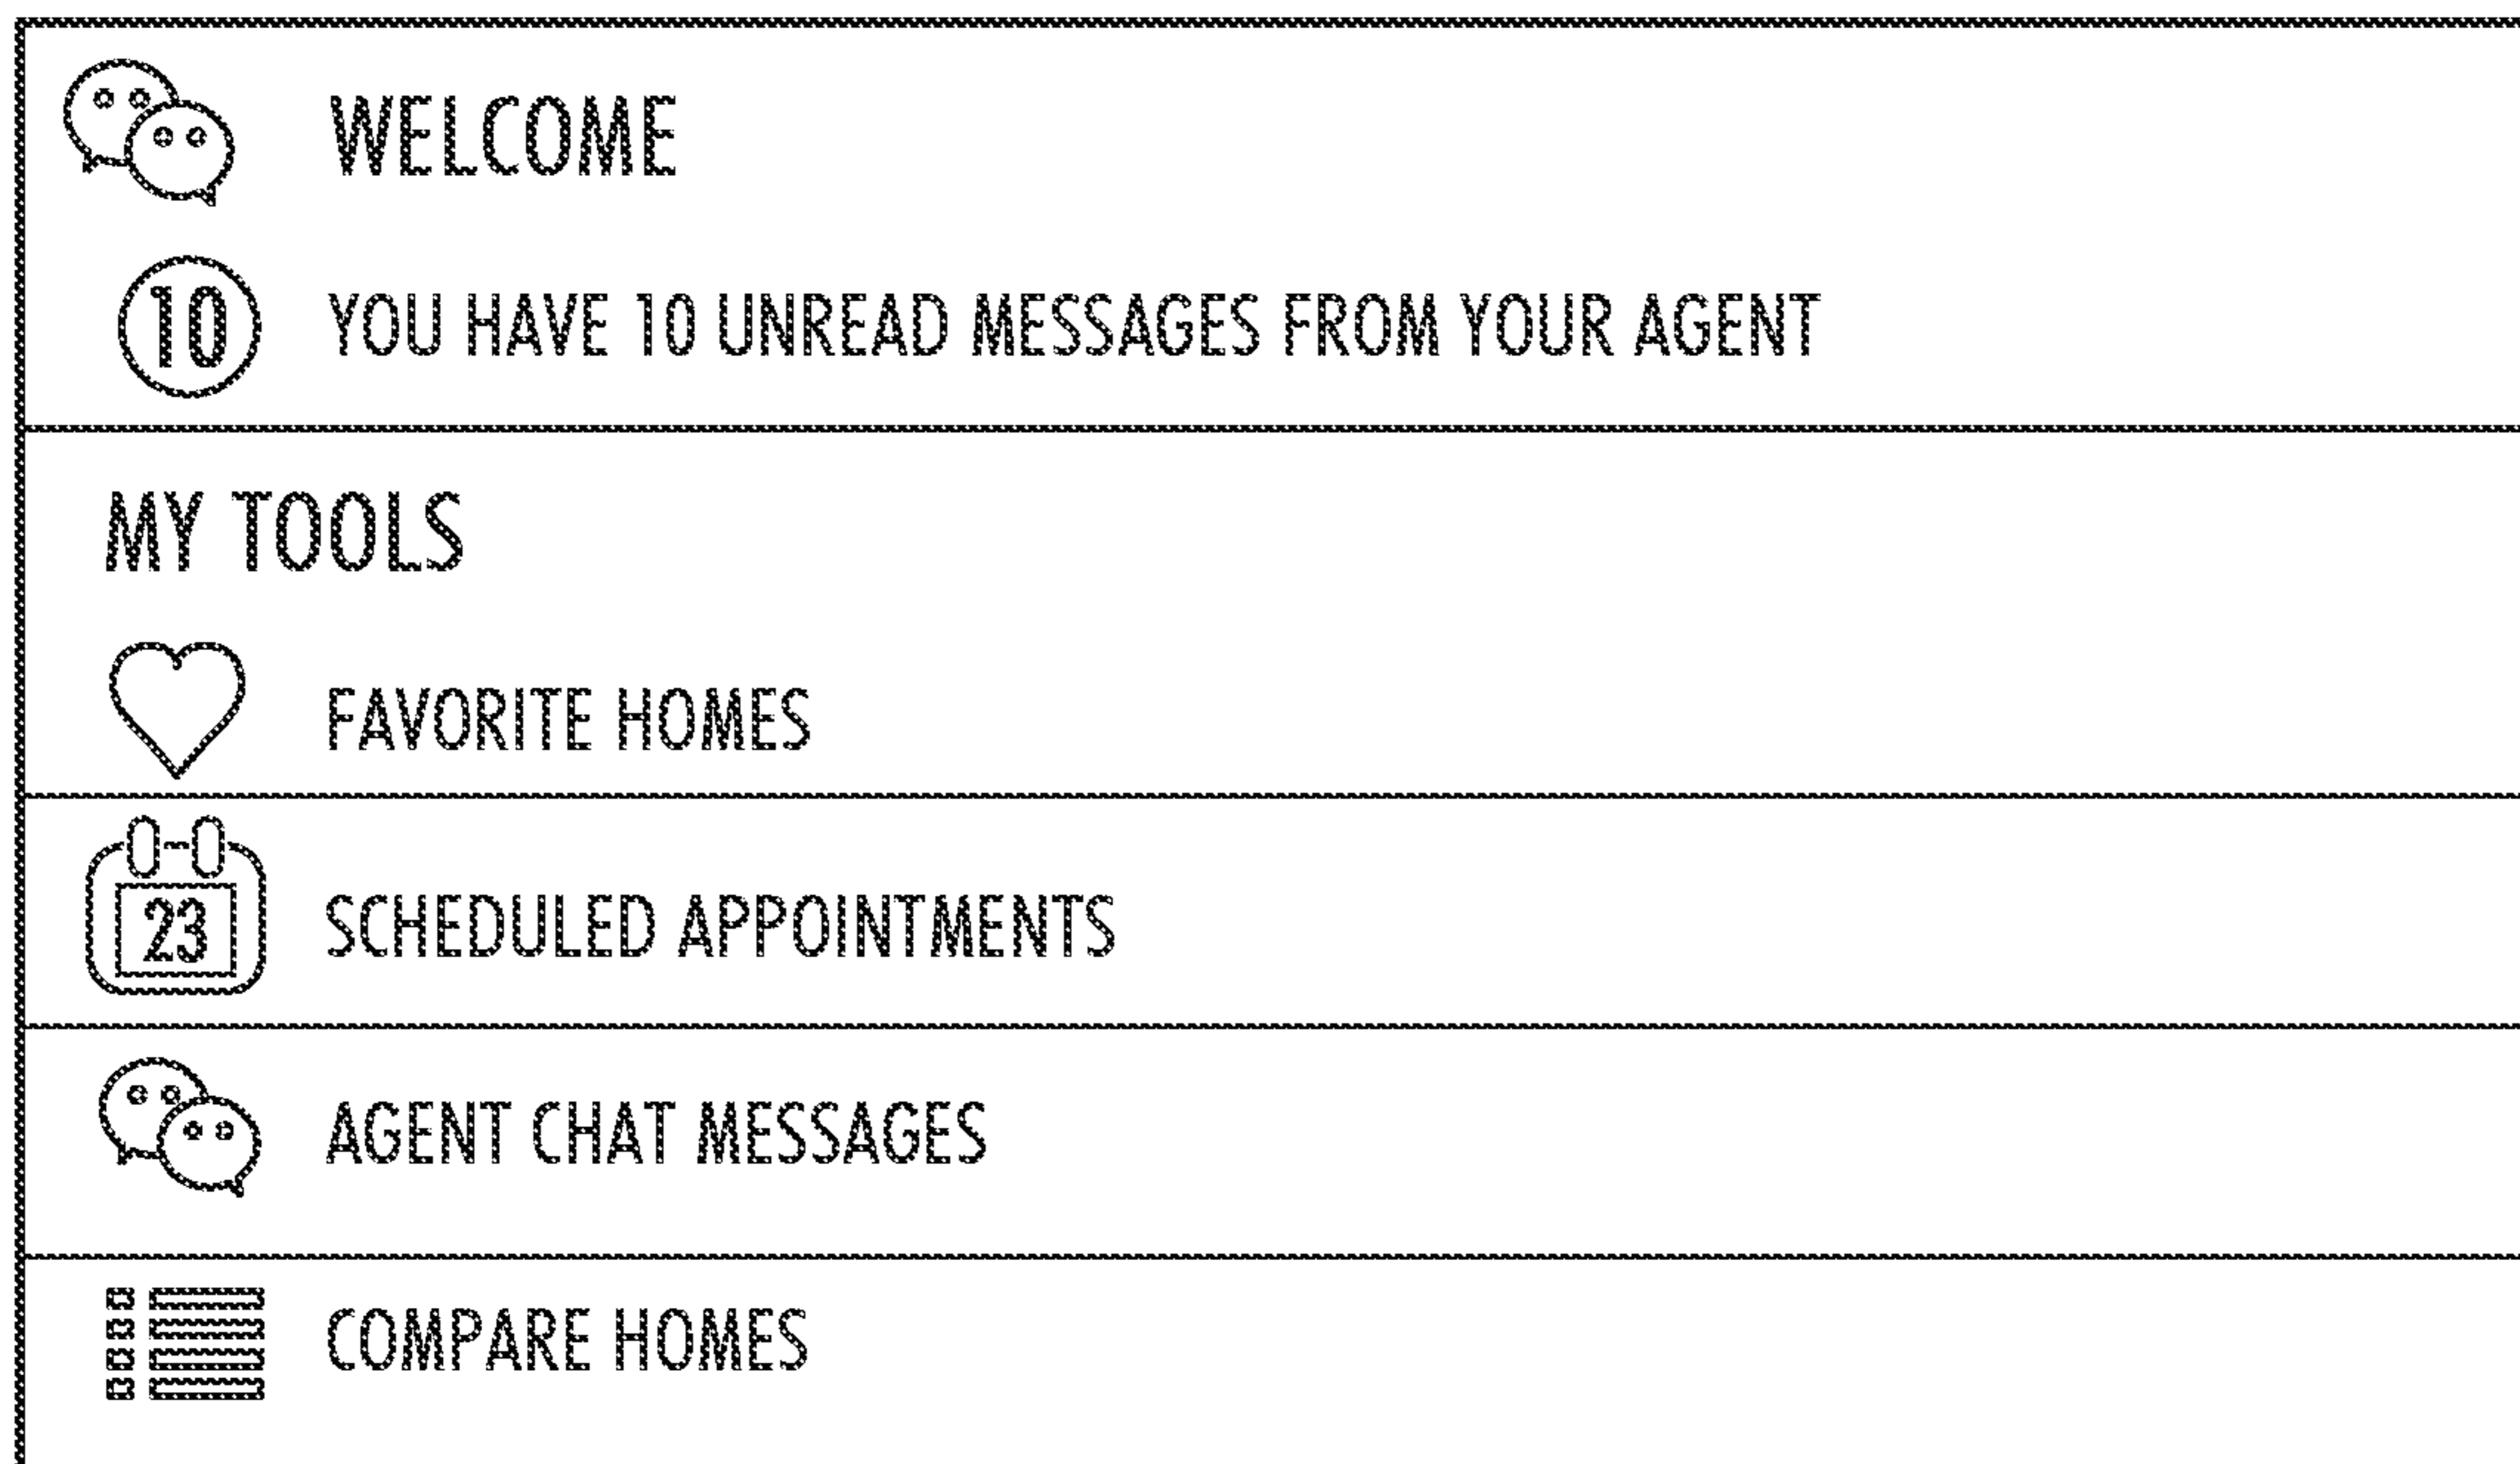 WELCOME
10 YOU HAVE 10 UNREAD MESSAGES FROM YOUR AGENT
MY TOOLS
FAVORITE HOMES
23 SCHEDULED APPOINTMENTS
AGENT CHAT MESSAGES
COMPARE HOMES